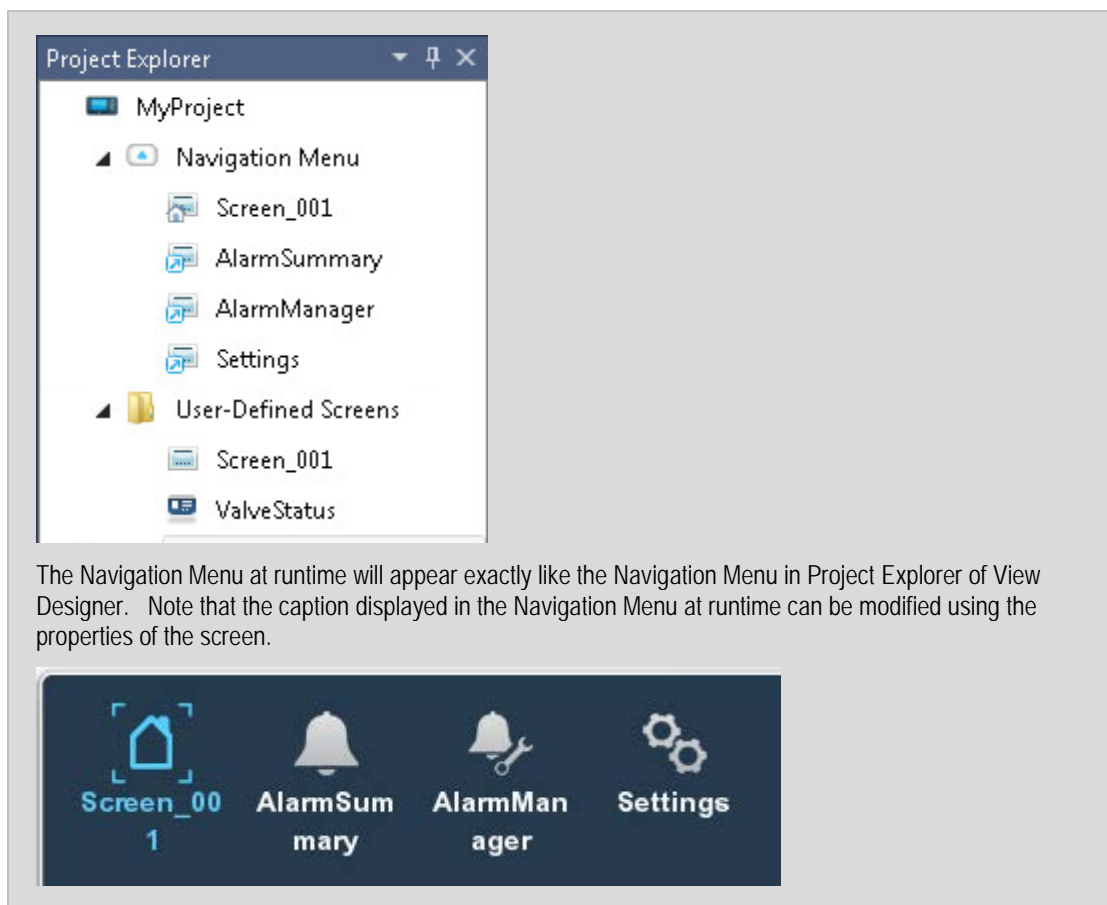 Project Explorer
MyProject
Navigation Menu
Screen_001
AlarmSummary
AlarmManager
Settings
User-Defined Screens
Screen_001
ValveStatus
The Navigation Menu at runtime will appear exactly like the Navigation Menu in Project Explorer of View
Designer. Note that the caption displayed in the Navigation Menu at runtime can be modified using the
properties of the screen.
Screen_00
1
AlarmSum
mary
AlarmMan
ager
Settings